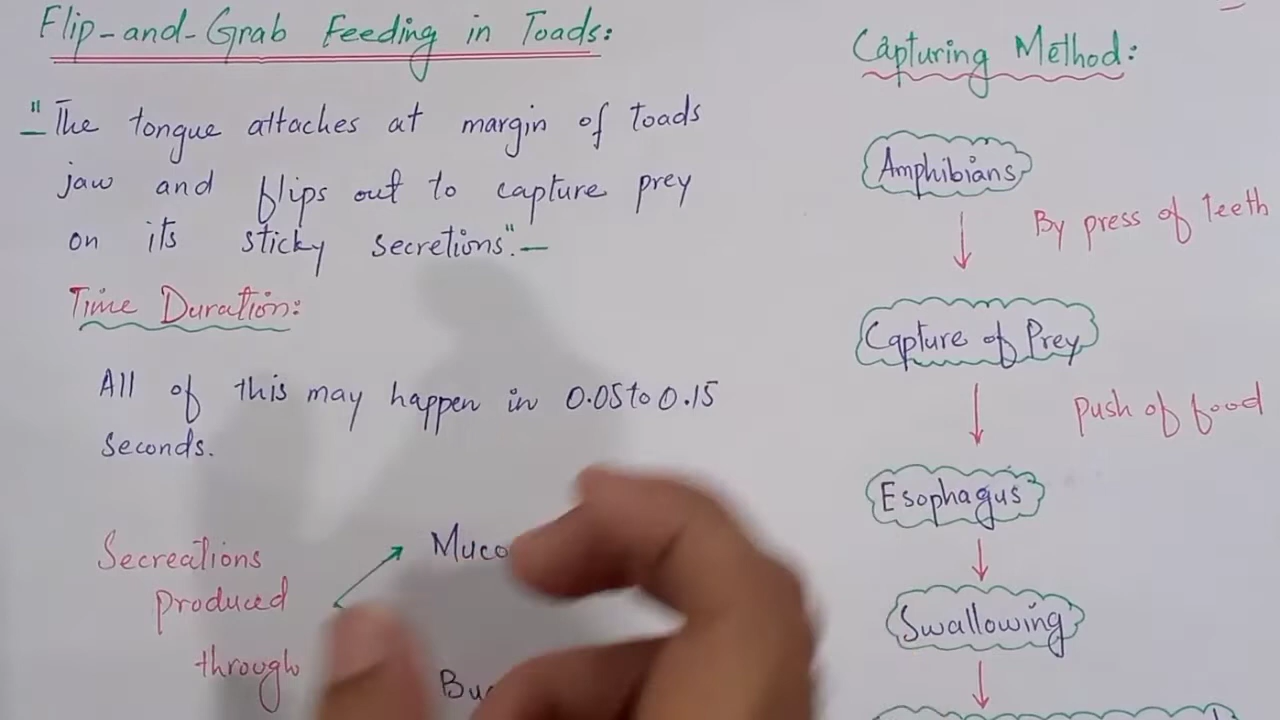 Flip-and-Grab Feeding in Toads:
"The tongue attaches at margin of toads
jaw and flips out to capture prey
on its sticky secretions".
Time Duration:
All of this may happen in 0.05 to 0.15
seconds.
Secreations
produced
through
Capturing Method:
Amphibians
By press of Teeth
Capture of Prey
Push of food
Esophagus
Swallowing